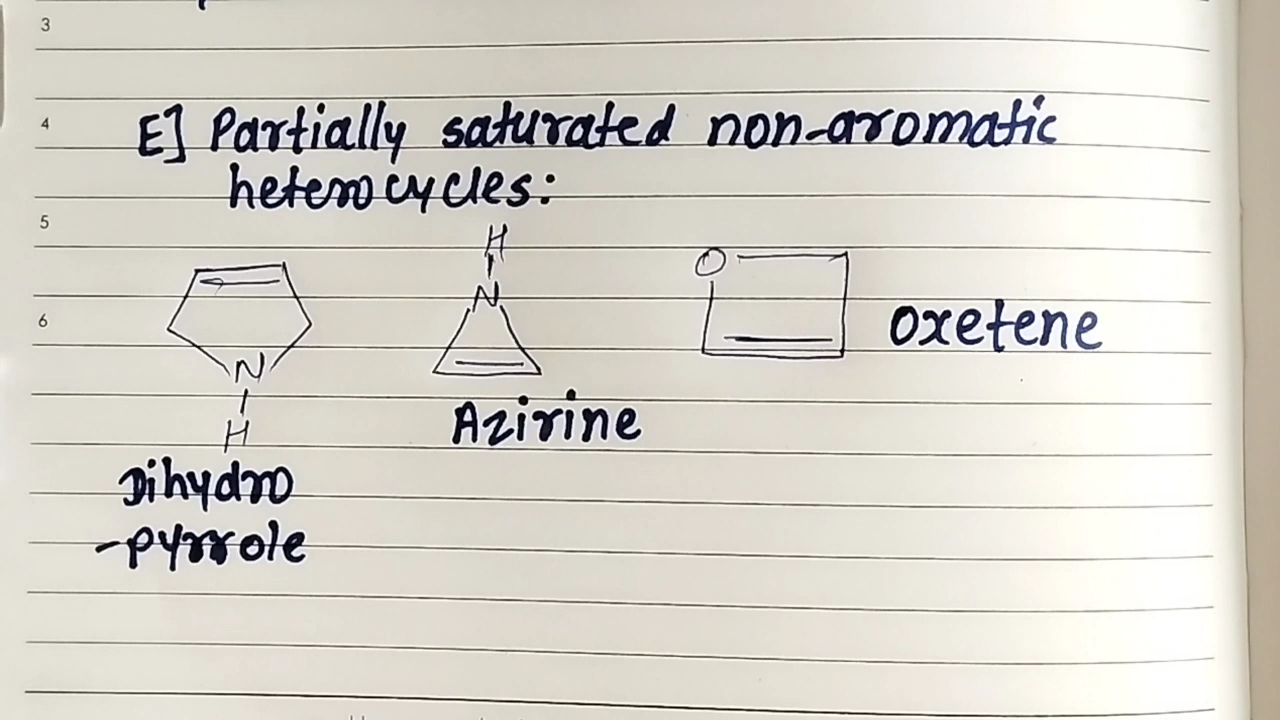 3
4
E] Partially saturated non-aromatic
heterocycles:
5
H
N
O
6
oxetene
N
H
Azirine
Dihydro
-pyrrole